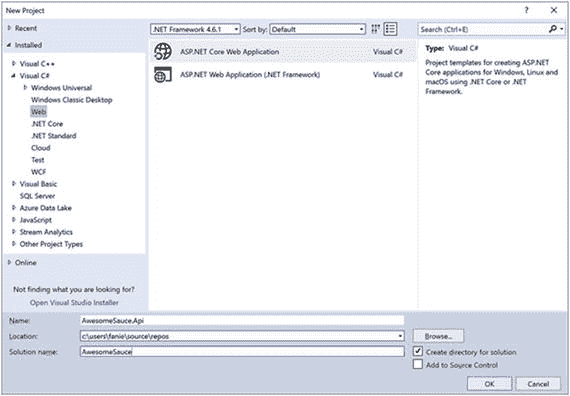 New Project
? ×
Recent
.NET Framework 4.6.1 Sort by: Default
Search (Ctrl+E)
Installed
Visual C++
Visual C#
Windows Universal
Windows Classic Desktop
Web
.NET Core
.NET Standard
Cloud
Test
WCF
Visual Basic
SQL Server
Azure Data Lake
JavaScript
Stream Analytics
Other Project Types
Online
Not finding what you are looking for?
Open Visual Studio Installer
ASP.NET Core Web Application Visual C#
ASP.NET Web Application (.NET Framework) Visual C#
Type: Visual C#
Project templates for creating ASP.NET
Core applications for Windows, Linux and
macOS using .NET Core or .NET
Framework.
Name: AwesomeSauce.Api
Location: c:\users\fanie\source\repos
Browse...
Solution name: AwesomeSauce
Create directory for solution
Add to Source Control
OK Cancel